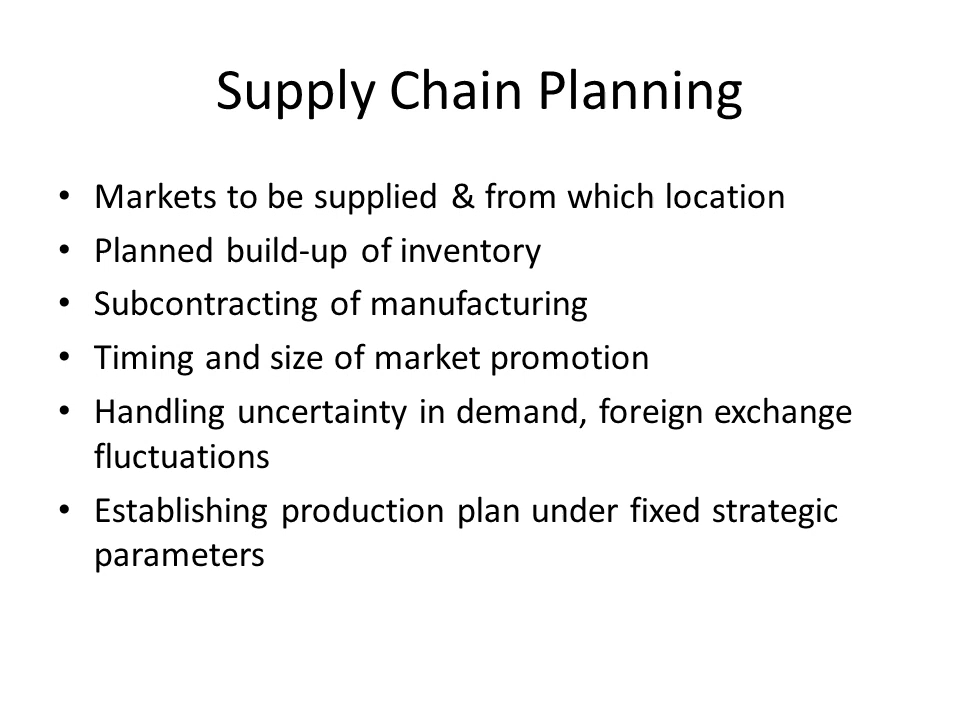 Supply Chain Planning
• Markets to be supplied & from which location
• Planned build-up of inventory
• Subcontracting of manufacturing
• Timing and size of market promotion
• Handling uncertainty in demand, foreign exchange
fluctuations
• Establishing production plan under fixed strategic
parameters